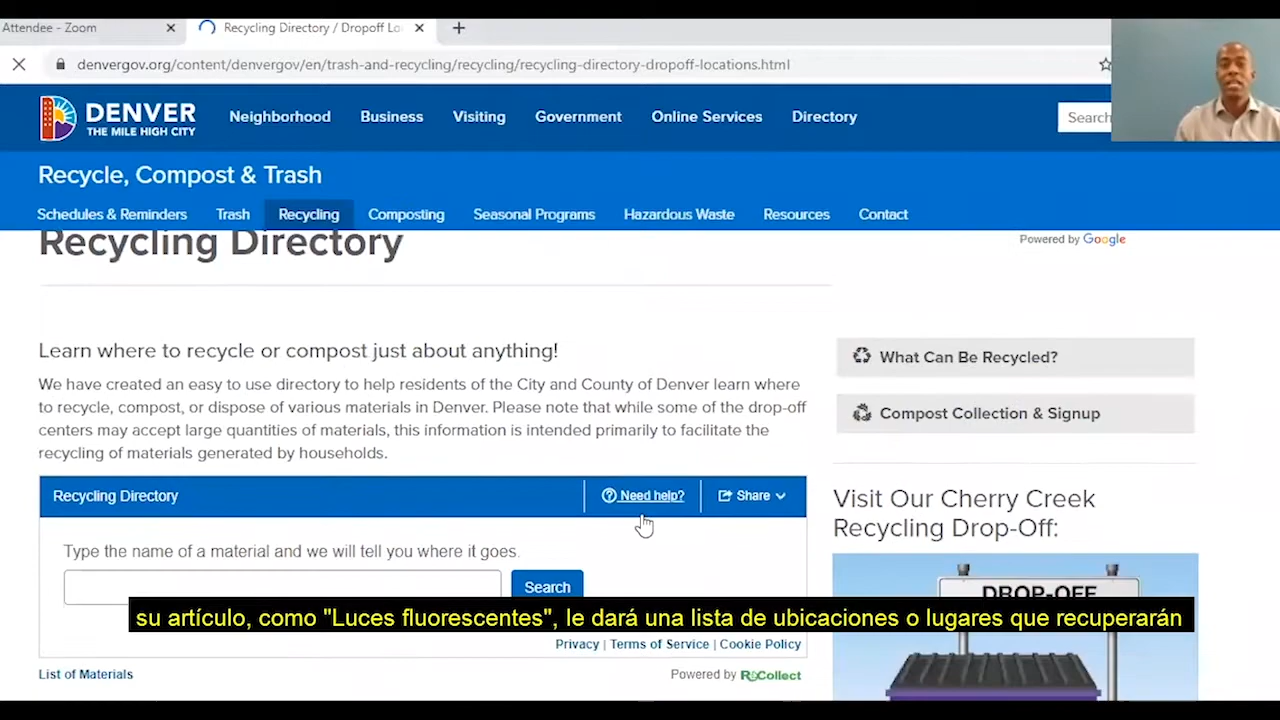 Attendee - Zoom
Recycling Directory / Dropoff Lo
denvergov.org/content/denvergov/en/trash-and-recycling/recycling/recycling-directory-dropoff-locations.html
DENVER
THE MILE HIGH CITY
Neighborhood Business Visiting Government Online Services Directory
Search
Recycle, Compost & Trash
Schedules & Reminders Trash Recycling Composting Seasonal Programs Hazardous Waste Resources Contact
Recycling Directory
Powered by Google
Learn where to recycle or compost just about anything!
We have created an easy to use directory to help residents of the City and County of Denver learn where
to recycle, compost, or dispose of various materials in Denver. Please note that while some of the drop-off
centers may accept large quantities of materials, this information is intended primarily to facilitate the
recycling of materials generated by households.
What Can Be Recycled?
Compost Collection & Signup
Recycling Directory
Need help?
Share
Visit Our Cherry Creek
Recycling Drop-Off:
Type the name of a material and we will tell you where it goes.
Search
DROP-OFF
su artículo, como "Luces fluorescentes", le dará una lista de ubicaciones o lugares que recuperarán
Privacy | Terms of Service | Cookie Policy
List of Materials
Powered by ReCollect